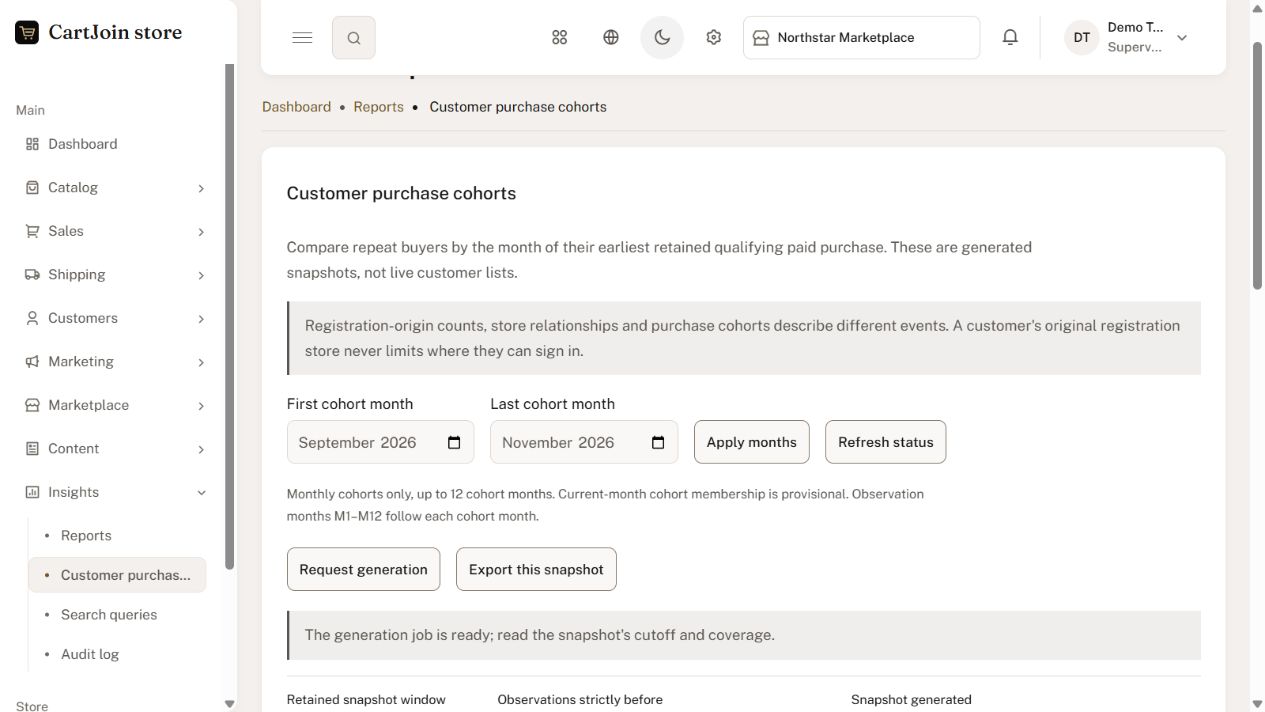 CartJoin store
Northstar Marketplace
DT
Demo T...
Superv...
Main
Dashboard
Catalog
Sales
Shipping
Customers
Marketing
Marketplace
Content
Insights
Reports
Customer purchas...
Search queries
Audit log
Store
Dashboard • Reports • Customer purchase cohorts
Customer purchase cohorts
Compare repeat buyers by the month of their earliest retained qualifying paid purchase. These are generated
snapshots, not live customer lists.
Registration-origin counts, store relationships and purchase cohorts describe different events. A customer's original registration
store never limits where they can sign in.
First cohort month
Last cohort month
September 2026
November 2026
Apply months
Refresh status
Monthly cohorts only, up to 12 cohort months. Current-month cohort membership is provisional. Observation
months M1–M12 follow each cohort month.
Request generation
Export this snapshot
The generation job is ready; read the snapshot's cutoff and coverage.
Retained snapshot window
Observations strictly before
Snapshot generated